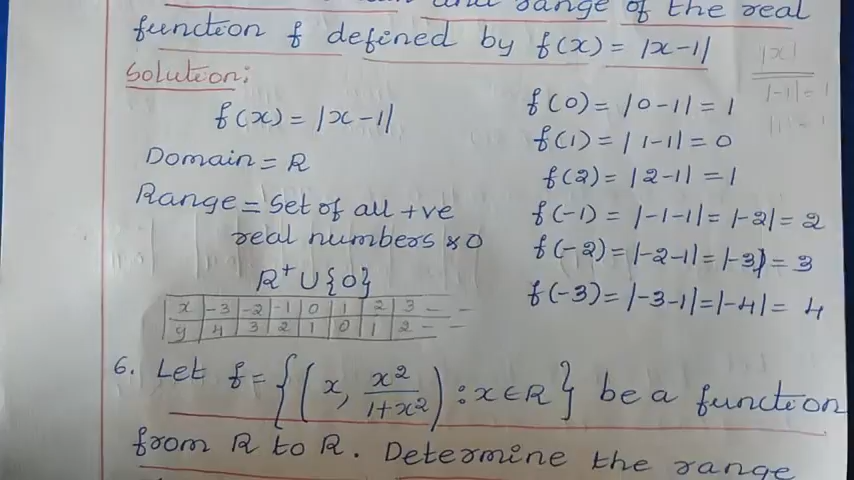 and range of the real
function f defined by f(x) = |x-1|
Solution:
f(x) = |x-1|
Domain = R
Range = Set of all +ve
real numbers & 0
R⁺ ∪ {0}
x -3 -2 -1 0 1 2 3 - -
y 4 3 2 1 0 1 2 - -
|x|
|-1| = 1
f(0) = |0-1| = 1
f(1) = |1-1| = 0
f(2) = |2-1| = 1
f(-1) = |-1-1| = |-2| = 2
f(-2) = |-2-1| = |-3| = 3
f(-3) = |-3-1| = |-4| = 4
6. Let f = {(x, x²/1+x²) : x ∈ R} be a function
from R to R. Determine the range